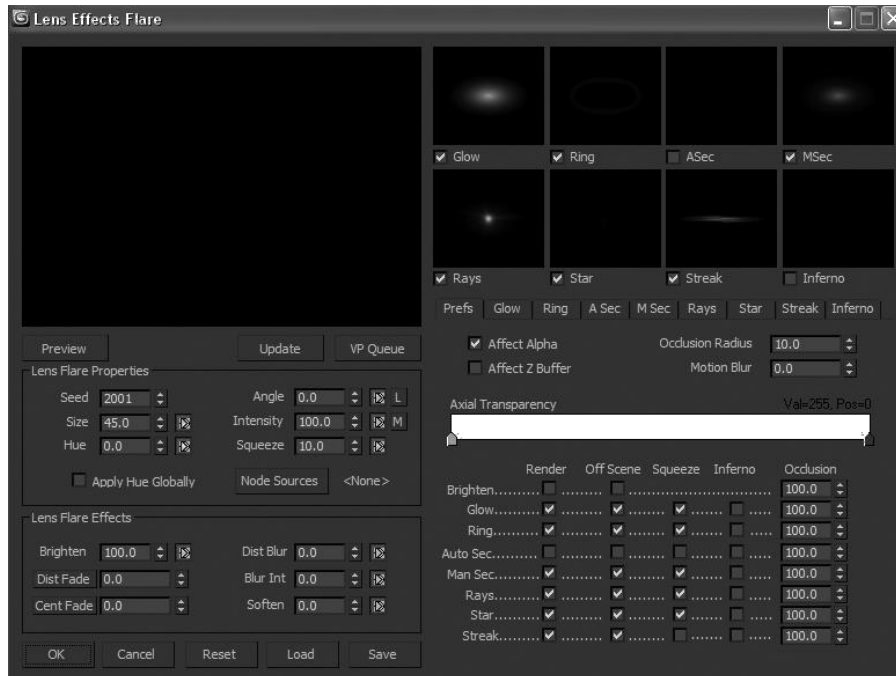 Lens Effects Flare
Glow Ring ASec MSec
Rays Star Streak Inferno
Prefs Glow Ring A Sec M Sec Rays Star Streak Inferno
Preview Update VP Queue
Lens Flare Properties
Seed 2001 Angle 0.0 L
Size 45.0 Intensity 100.0 M
Hue 0.0 Squeeze 10.0
Apply Hue Globally Node Sources <None>
Lens Flare Effects
Brighten 100.0 Dist Blur 0.0
Dist Fade 0.0 Blur Int 0.0
Cent Fade 0.0 Soften 0.0
OK Cancel Reset Load Save
Affect Alpha Occlusion Radius 10.0
Affect Z Buffer Motion Blur 0.0
Axial Transparency Val=255, Pos=0
Render Off Scene Squeeze Inferno Occlusion
Brighten 100.0
Glow 100.0
Ring 100.0
Auto Sec 100.0
Man Sec 100.0
Rays 100.0
Star 100.0
Streak 100.0